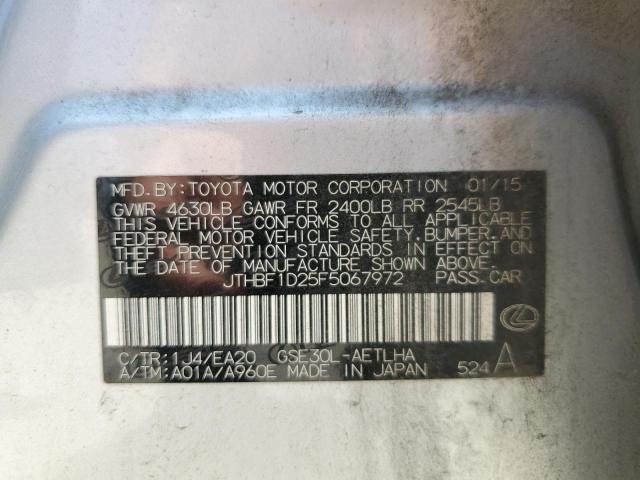 MFD. BY: TOYOTA MOTOR CORPORATION 01/15
GVWR 4630LB GAWR FR 2400LB RR 2545LB
THIS VEHICLE CONFORMS TO ALL APPLICABLE
FEDERAL MOTOR VEHICLE SAFETY, BUMPER, AND
THEFT PREVENTION STANDARDS IN EFFECT ON
THE DATE OF MANUFACTURE SHOWN ABOVE.
JTHBF1D25F5067972 PASS.CAR
C/TR:1J4/EA20 GSE30L-AETLHA
A/TM:A01A/A960E MADE IN JAPAN 524 A